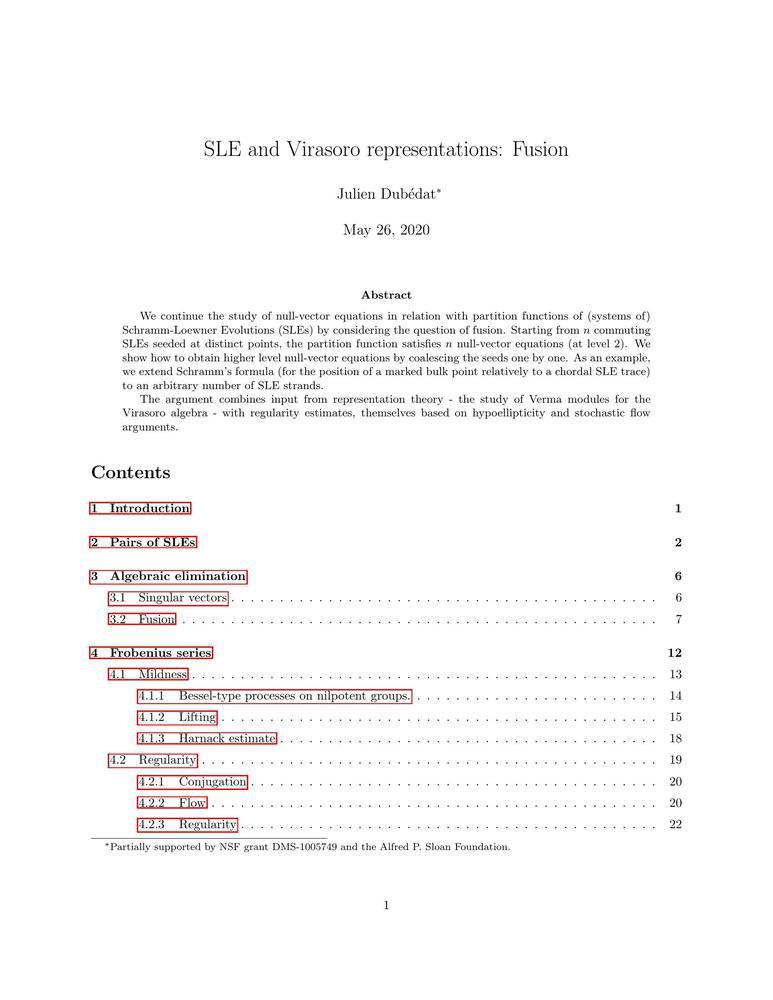 SLE and Virasoro representations: Fusion
Julien Dubédat*
May 26, 2020
Abstract
We continue the study of null-vector equations in relation with partition functions of (systems of)
Schramm-Loewner Evolutions (SLEs) by considering the question of fusion. Starting from n commuting
SLEs seeded at distinct points, the partition function satisfies n null-vector equations (at level 2). We
show how to obtain higher level null-vector equations by coalescing the seeds one by one. As an example,
we extend Schramm's formula (for the position of a marked bulk point relatively to a chordal SLE trace)
to an arbitrary number of SLE strands.
The argument combines input from representation theory - the study of Verma modules for the
Virasoro algebra - with regularity estimates, themselves based on hypoellipticity and stochastic flow
arguments.
Contents
1 Introduction 1
2 Pairs of SLEs 2
3 Algebraic elimination 6
3.1 Singular vectors . . . . . . . . . . . . . . . . . . . . . . . . . . . . . . . . . . . . 6
3.2 Fusion . . . . . . . . . . . . . . . . . . . . . . . . . . . . . . . . . . . . . . . . 7
4 Frobenius series 12
4.1 Mildness . . . . . . . . . . . . . . . . . . . . . . . . . . . . . . . . . . . . . . . 13
4.1.1 Bessel-type processes on nilpotent groups. . . . . . . . . . . . . . . . . . . . . 14
4.1.2 Lifting . . . . . . . . . . . . . . . . . . . . . . . . . . . . . . . . . . . . . 15
4.1.3 Harnack estimate . . . . . . . . . . . . . . . . . . . . . . . . . . . . . . . . 18
4.2 Regularity . . . . . . . . . . . . . . . . . . . . . . . . . . . . . . . . . . . . . . 19
4.2.1 Conjugation . . . . . . . . . . . . . . . . . . . . . . . . . . . . . . . . . . 20
4.2.2 Flow . . . . . . . . . . . . . . . . . . . . . . . . . . . . . . . . . . . . . . 20
4.2.3 Regularity . . . . . . . . . . . . . . . . . . . . . . . . . . . . . . . . . . . 22
*Partially supported by NSF grant DMS-1005749 and the Alfred P. Sloan Foundation.
1